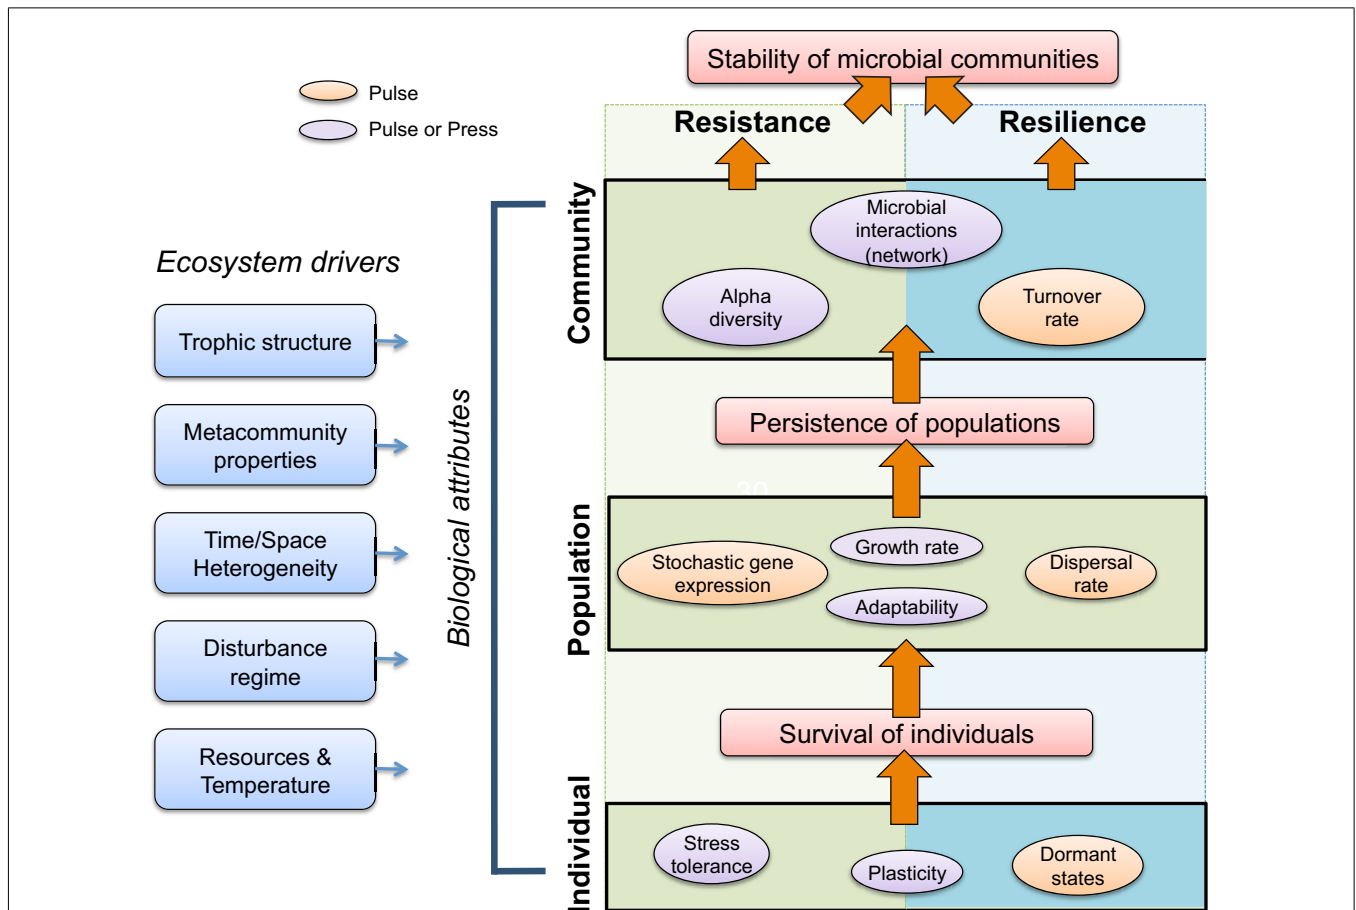 Stability of microbial communities
Pulse
Pulse or Press
Resistance
Resilience
Community
Microbial
interactions
(network)
Alpha
diversity
Turnover
rate
Ecosystem drivers
Trophic structure
Metacommunity
properties
Time/Space
Heterogeneity
Disturbance
regime
Resources &
Temperature
Biological attributes
Persistence of populations
20
Population
Stochastic gene
expression
Growth rate
Adaptability
Dispersal
rate
Survival of individuals
Individual
Stress
tolerance
Plasticity
Dormant
states